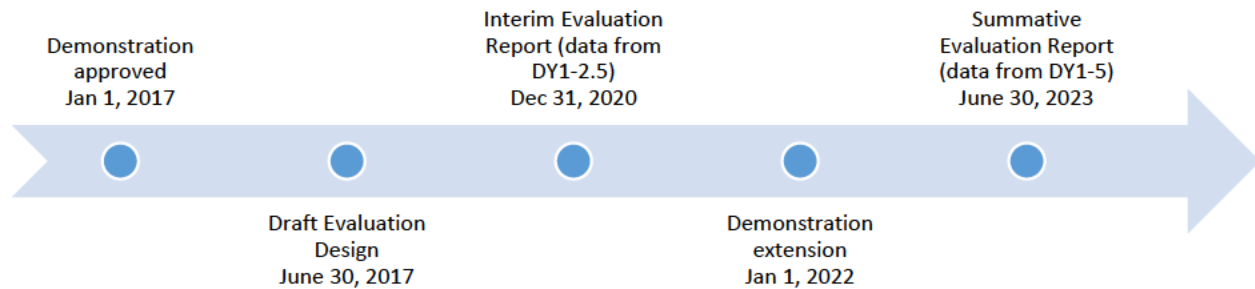 Demonstration
approved
Jan 1, 2017
Draft Evaluation
Design
June 30, 2017
Interim Evaluation
Report (data from
DY1-2.5)
Dec 31, 2020
Demonstration
extension
Jan 1, 2022
Summative
Evaluation Report
(data from DY1-5)
June 30, 2023